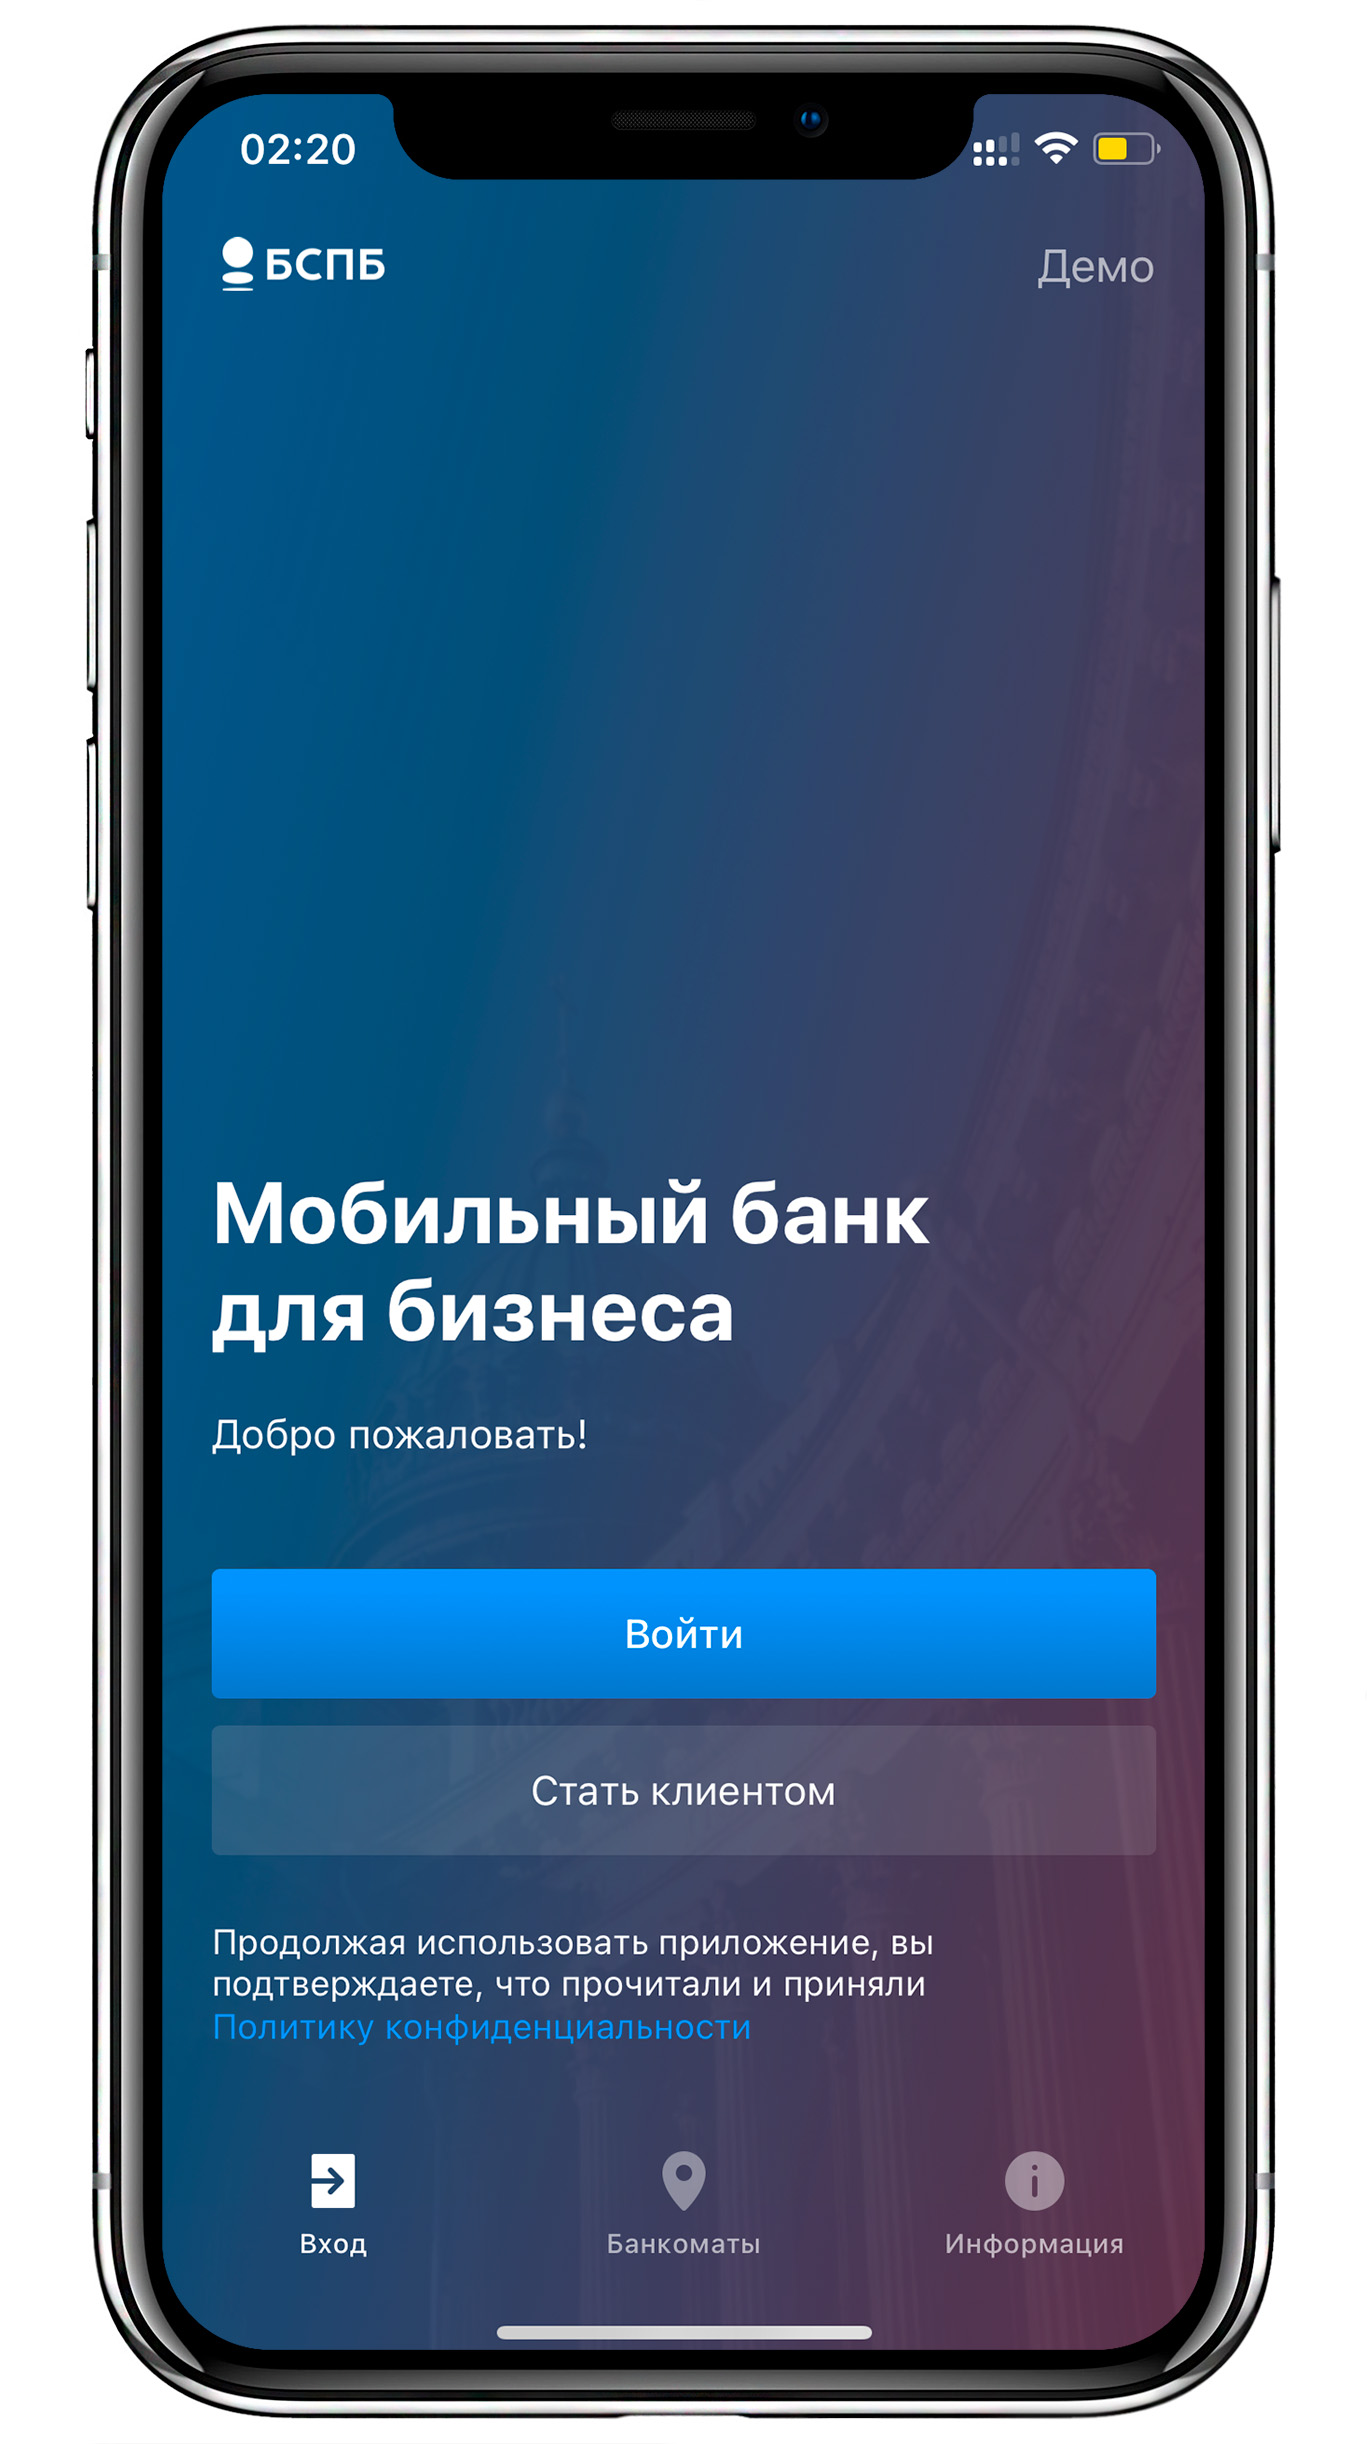 02:20
БСПБ
Демо
Мобильный банк
для бизнеса
Добро пожаловать!
Войти
Стать клиентом
Продолжая использовать приложение, вы
подтверждаете, что прочитали и приняли
Политику конфиденциальности
Вход
Банкоматы
Информация